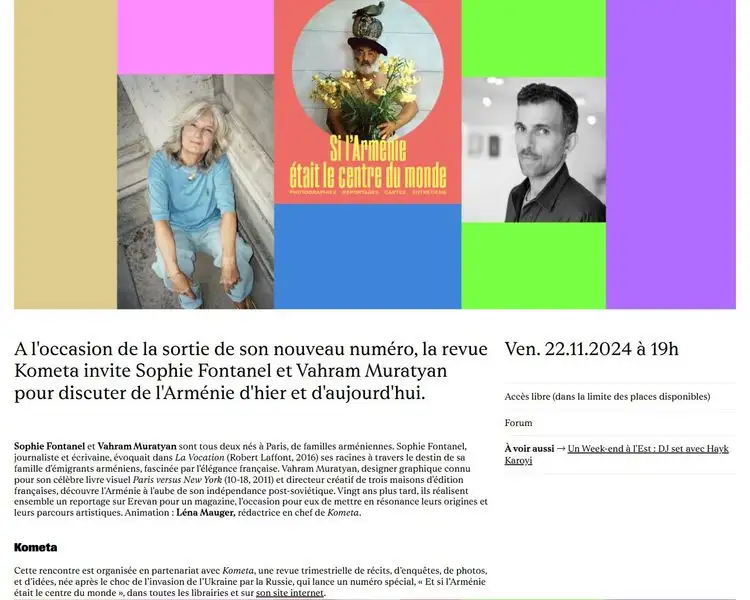 Si l'Arménie
était le centre du monde
PHOTOGRAPHIES REPORTAGES CARTES ENTRETIENS
A l'occasion de la sortie de son nouveau numéro, la revue
Kometa invite Sophie Fontanel et Vahram Muratyan
pour discuter de l'Arménie d'hier et d'aujourd'hui.
Ven. 22.11.2024 à 19h
Accès libre (dans la limite des places disponibles)
Forum
À voir aussi → Un Week-end à l'Est : DJ set avec Hayk
Karoyi
Sophie Fontanel et Vahram Muratyan sont tous deux nés à Paris, de familles arméniennes. Sophie Fontanel,
journaliste et écrivaine, évoquait dans La Vocation (Robert Laffont, 2016) ses racines à travers le destin de sa
famille d'émigrants arméniens, fascinée par l'élégance française. Vahram Muratyan, designer graphique connu
pour son célèbre livre visuel Paris versus New York (10-18, 2011) et directeur créatif de trois maisons d'édition
françaises, découvre l'Arménie à l'aube de son indépendance post-soviétique. Vingt ans plus tard, ils réalisent
ensemble un reportage sur Erevan pour un magazine, l'occasion pour eux de mettre en résonance leurs origines et
leurs parcours artistiques. Animation : Léna Mauger, rédactrice en chef de Kometa.
Kometa
Cette rencontre est organisée en partenariat avec Kometa, une revue trimestrielle de récits, d'enquêtes, de photos,
et d'idées, née après le choc de l'invasion de l'Ukraine par la Russie, qui lance un numéro spécial, « Et si l'Arménie
était le centre du monde », dans toutes les librairies et sur son site internet.